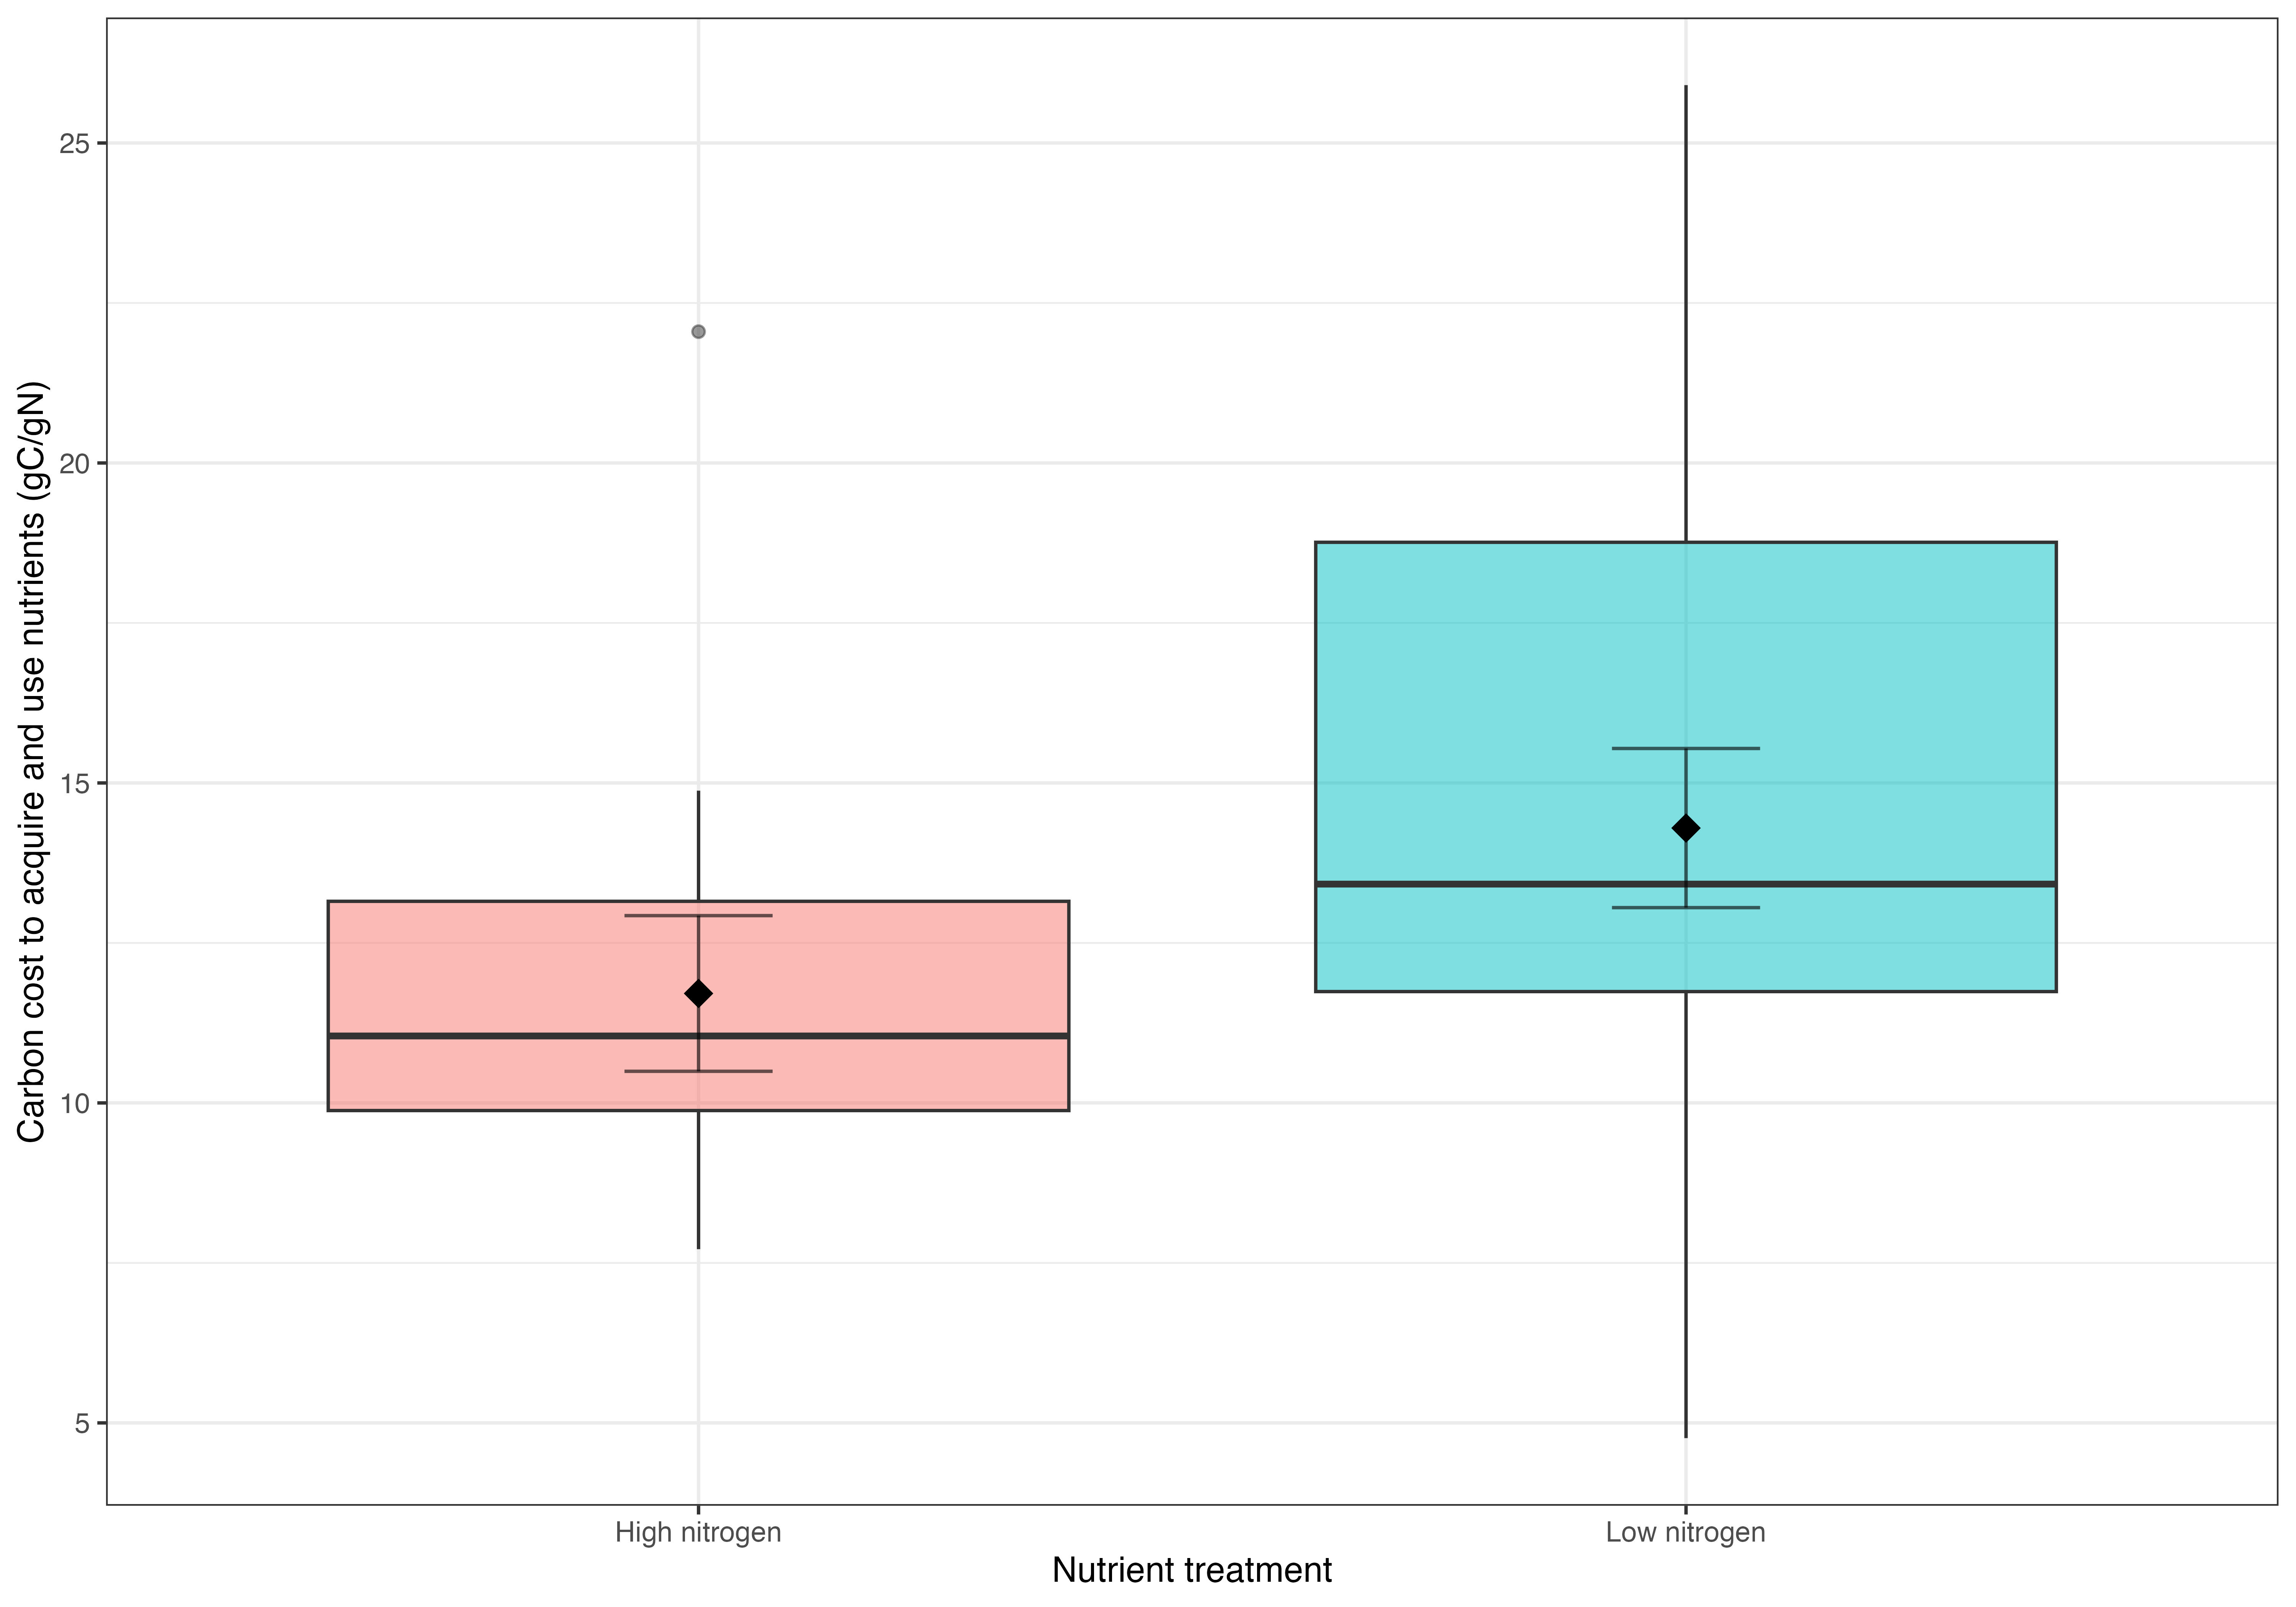 Carbon cost to acquire and use nutrients (gC/gN)
25
20
15
10
5
High nitrogen
Low nitrogen
Nutrient treatment